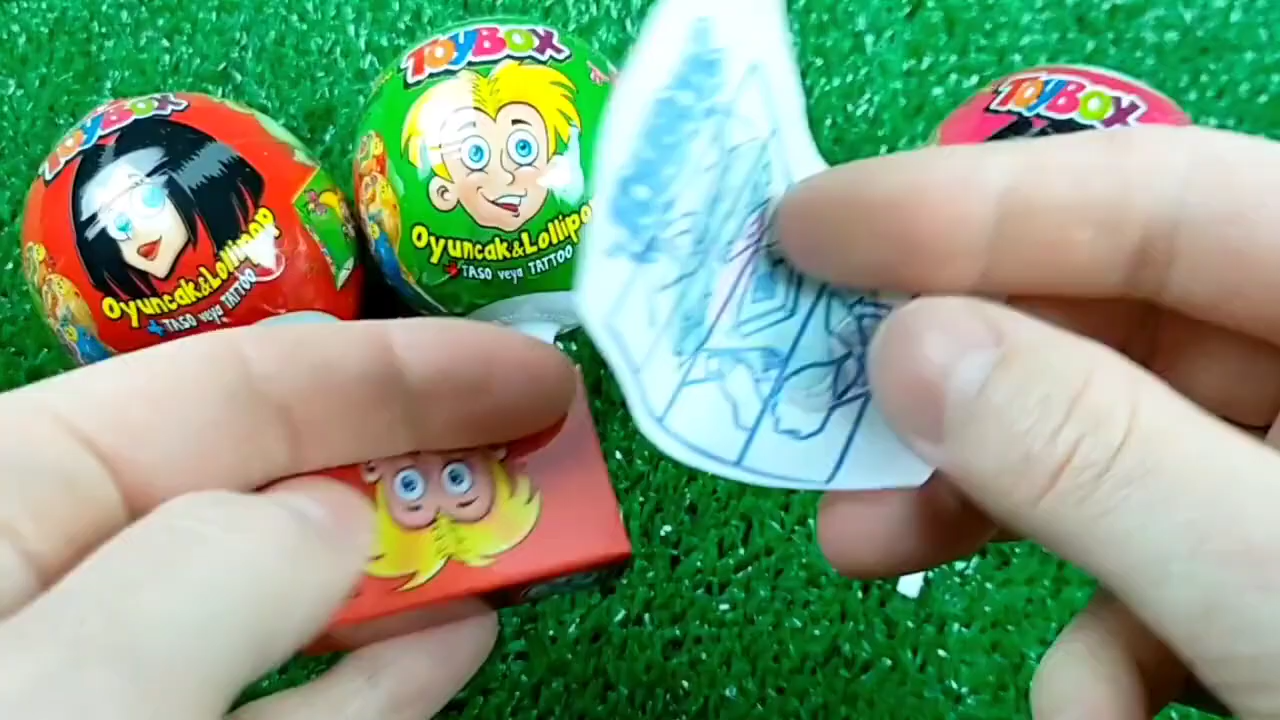 TOYBOX
Oyuncak&Lollipop
+ TASO veya TATTOO
TOYBOX
Oyuncak&Lollipo
+ TASO veya TATTOO
TOYBOX